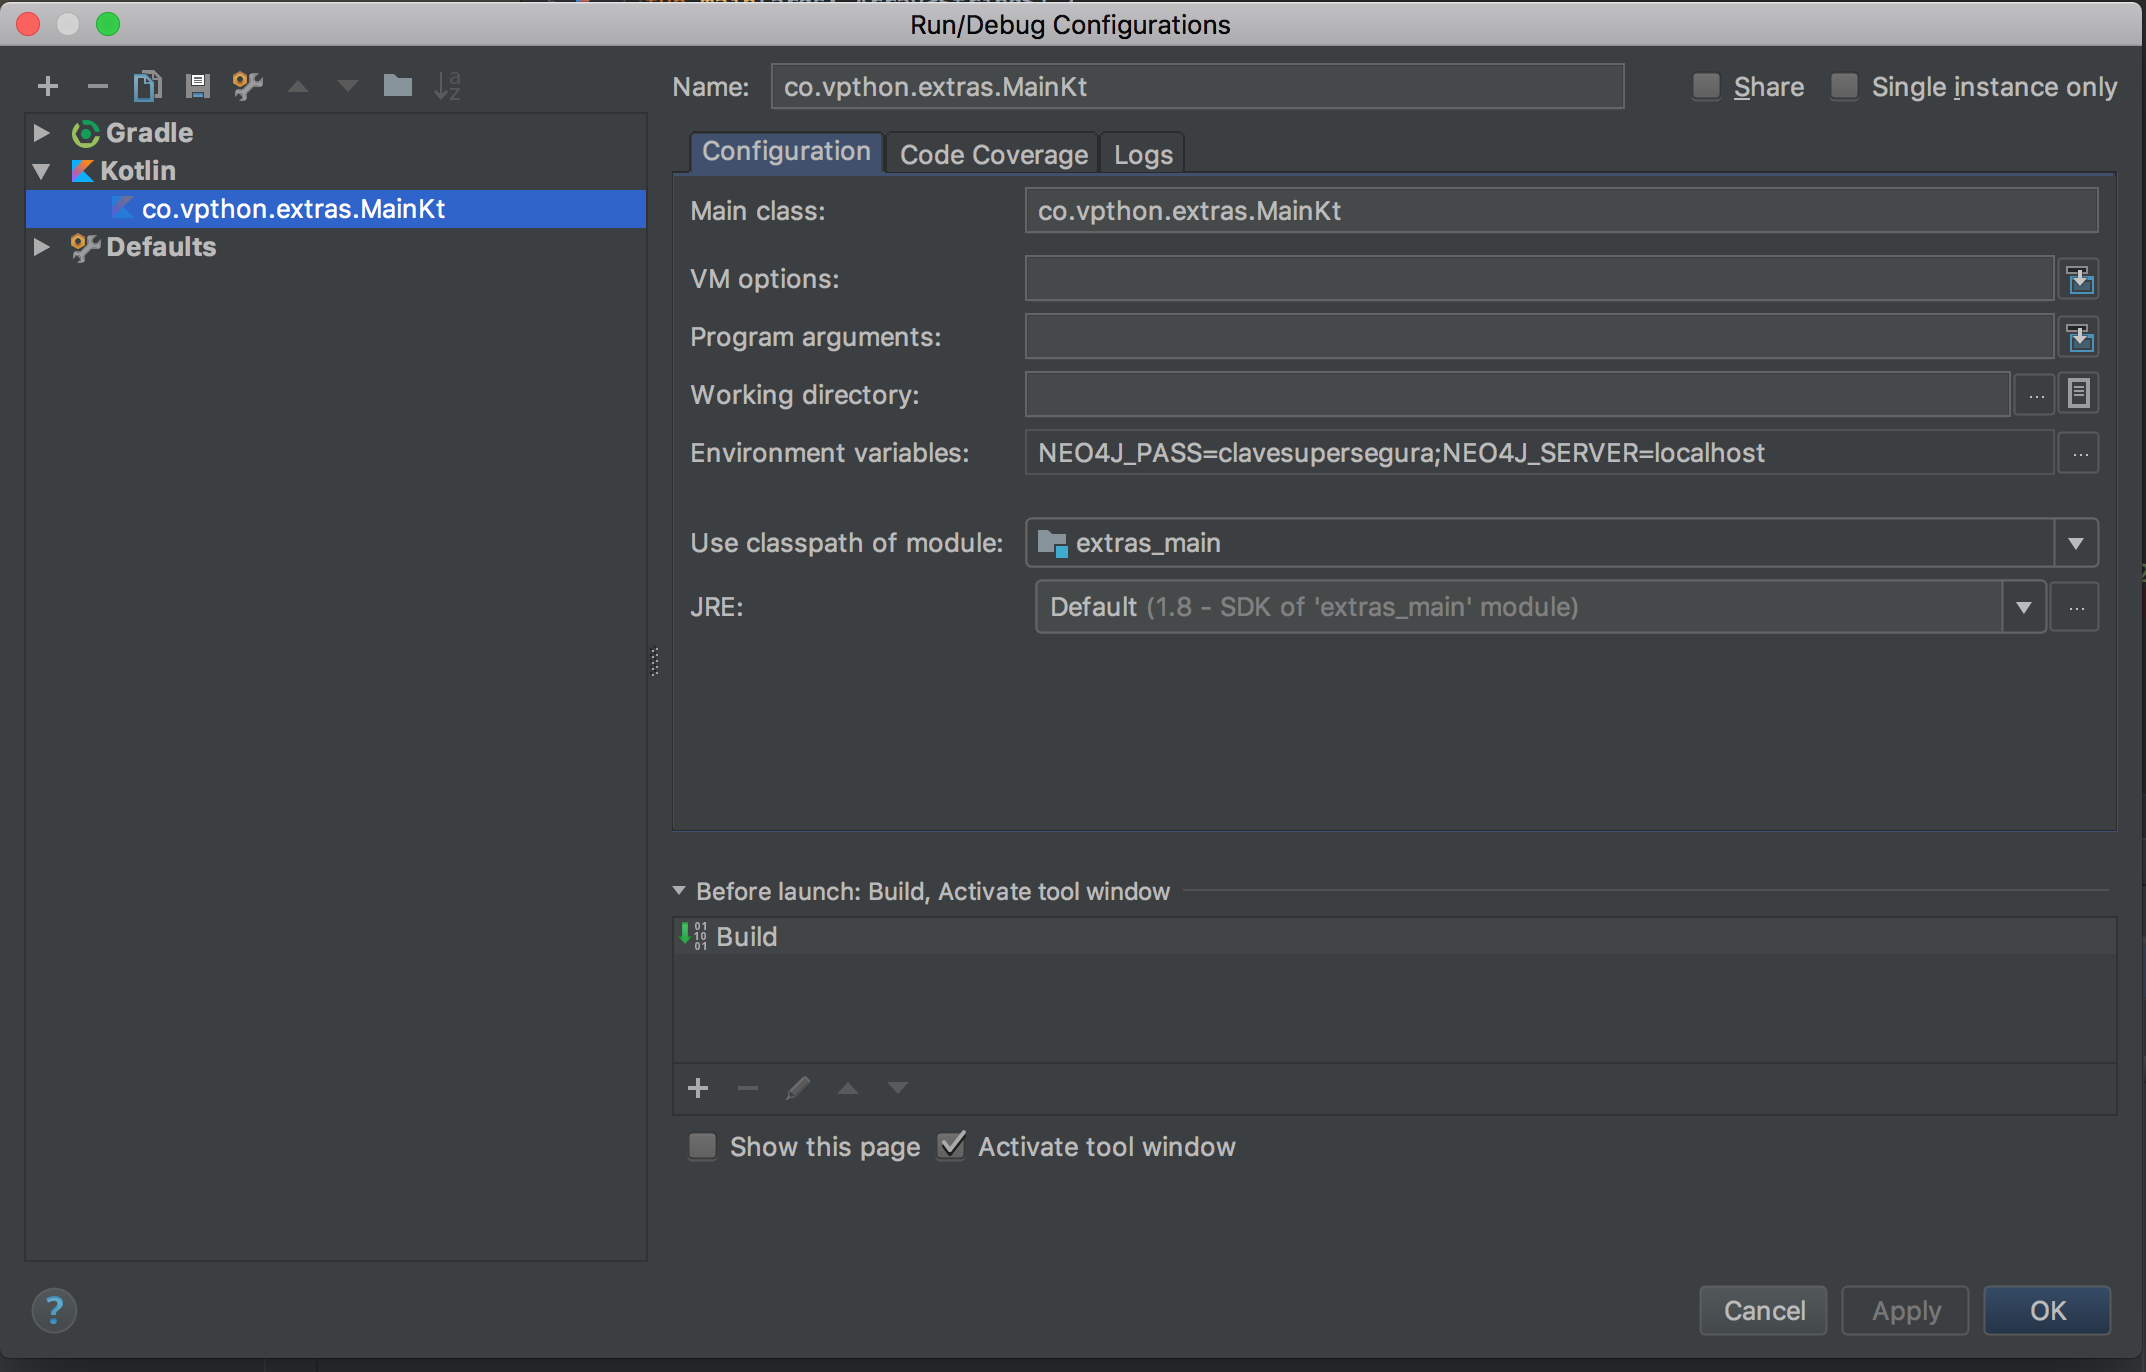 Run/Debug Configurations
Name: co.vpthon.extras.MainKt Share Single instance only
Gradle
Kotlin
co.vpthon.extras.MainKt
Defaults
Configuration Code Coverage Logs
Main class: co.vpthon.extras.MainKt
VM options:
Program arguments:
Working directory: ...
Environment variables: NEO4J_PASS=clavesupersegura;NEO4J_SERVER=localhost ...
Use classpath of module: extras_main
JRE: Default (1.8 - SDK of 'extras_main' module) ...
Before launch: Build, Activate tool window
Build
Show this page Activate tool window
? Cancel Apply OK